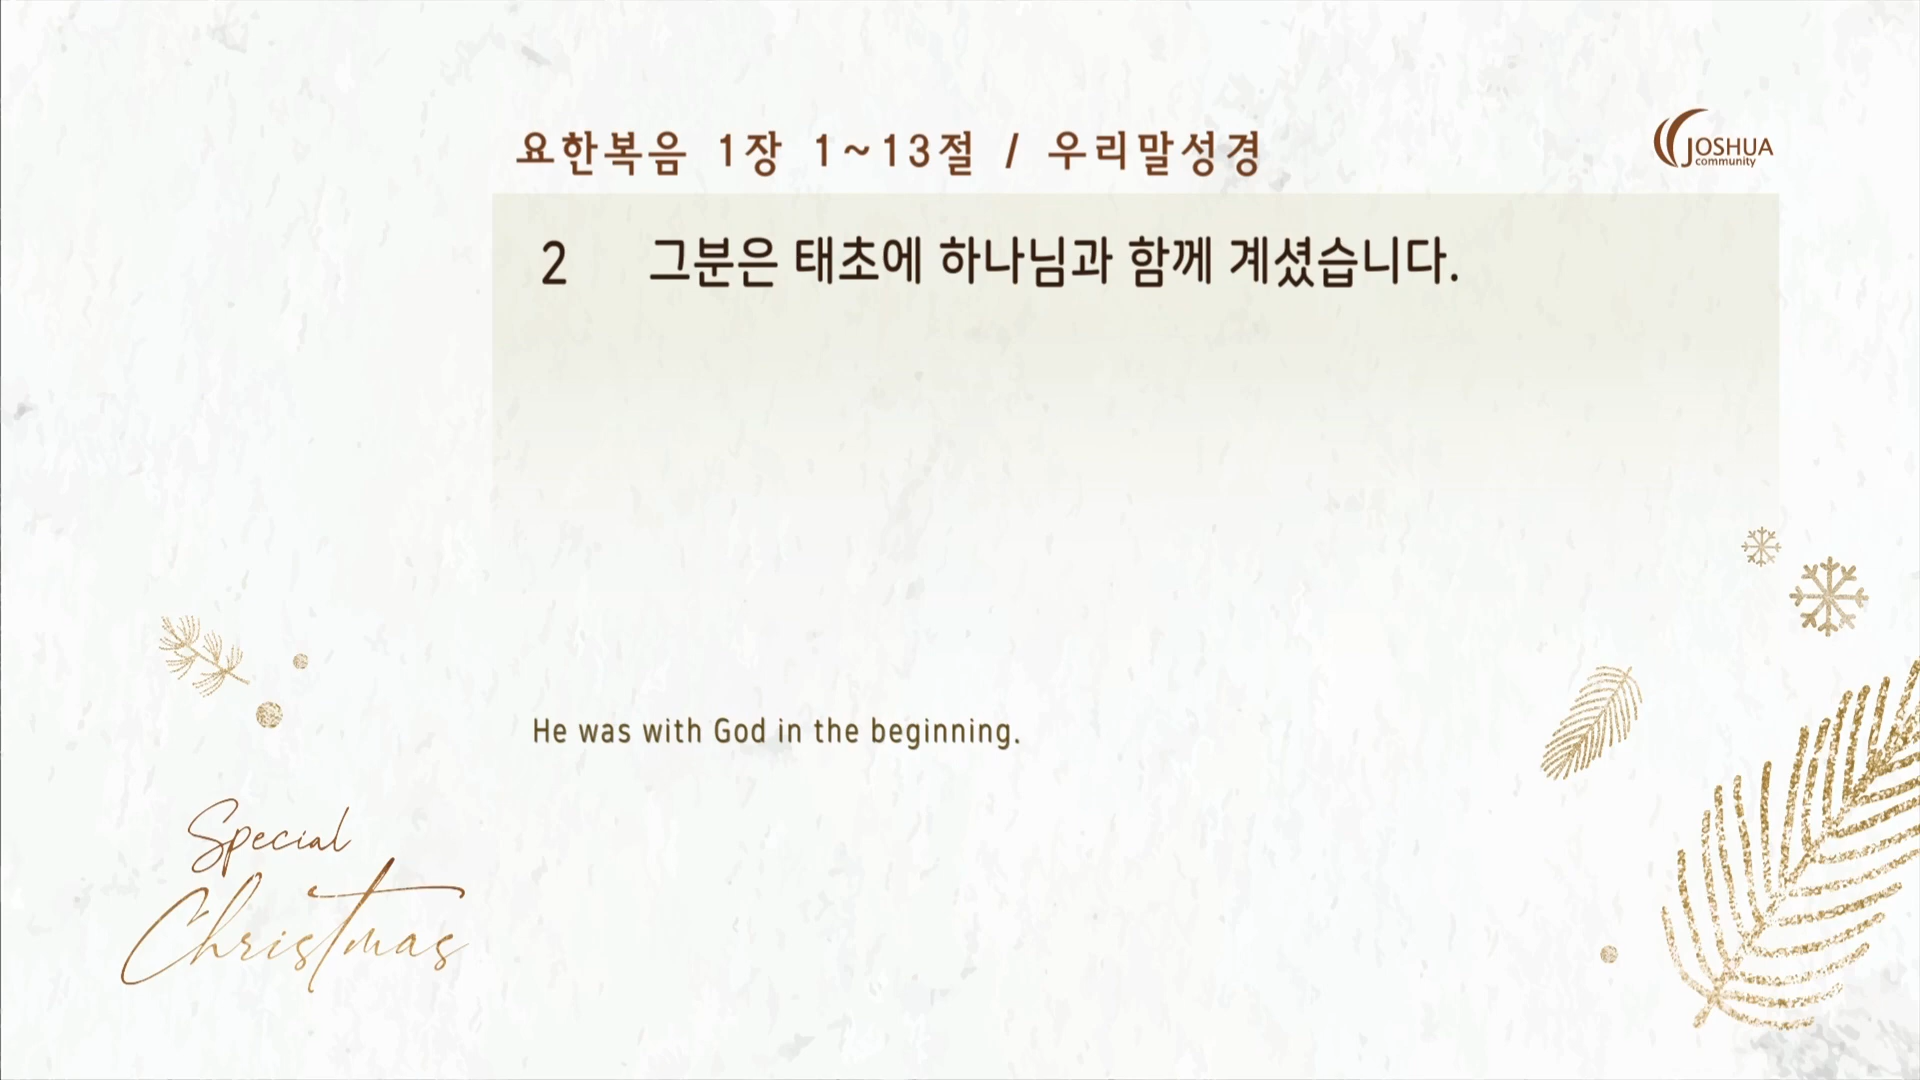 요한복음 1장 1~13절 / 우리말성경
JOSHUA
community
2 그분은 태초에 하나님과 함께 계셨습니다.
He was with God in the beginning.
Special
Christmas